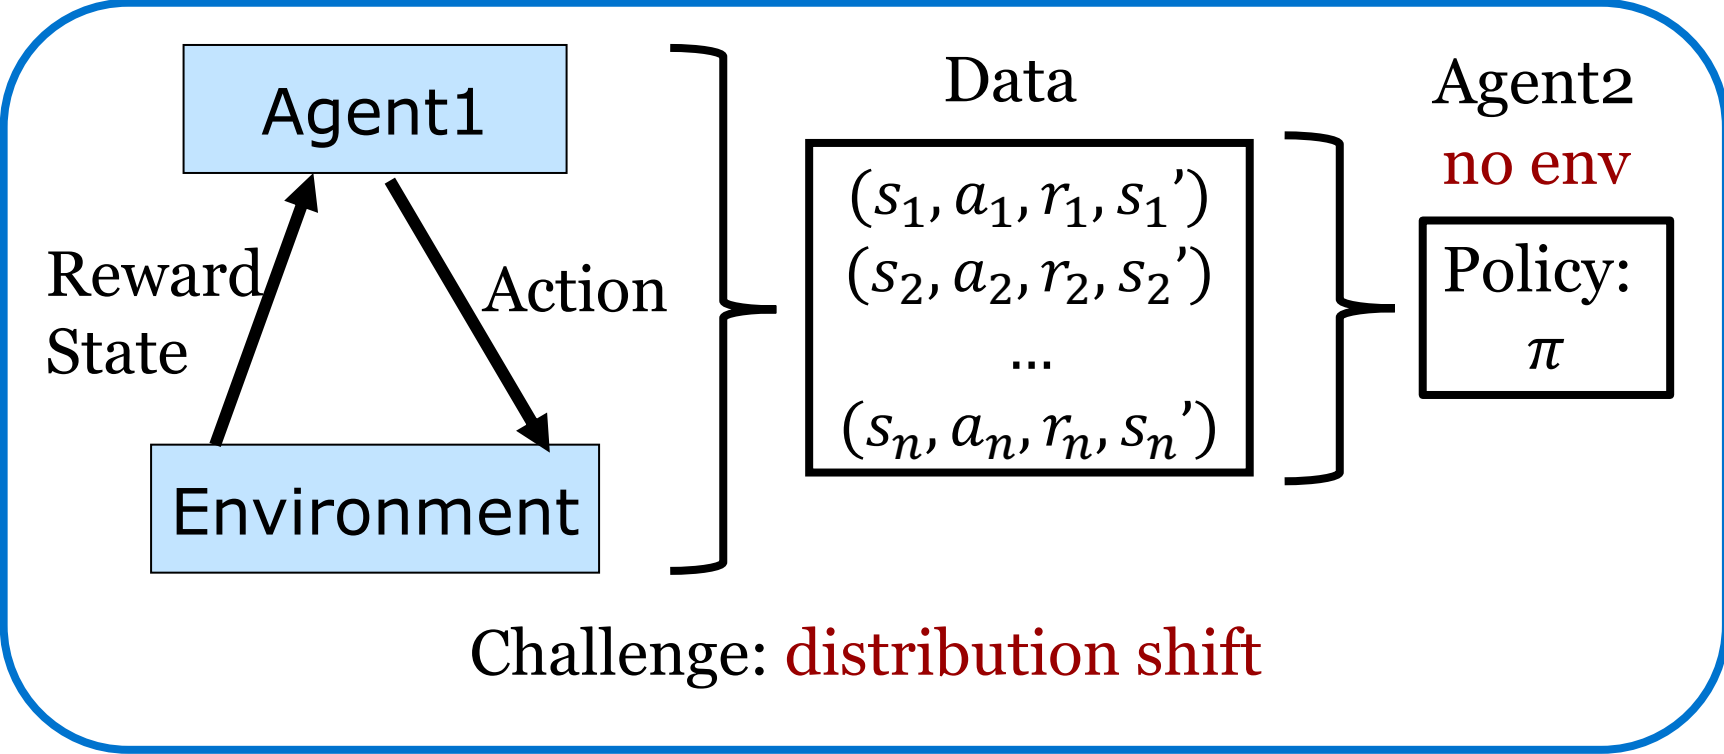 Agent1
Reward
State
Action
Environment
Data
(s₁, a₁, r₁, s₁’)
(s₂, a₂, r₂, s₂’)
...
(sₙ, aₙ, rₙ, sₙ’)
Agent2
no env
Policy:
π
Challenge: distribution shift